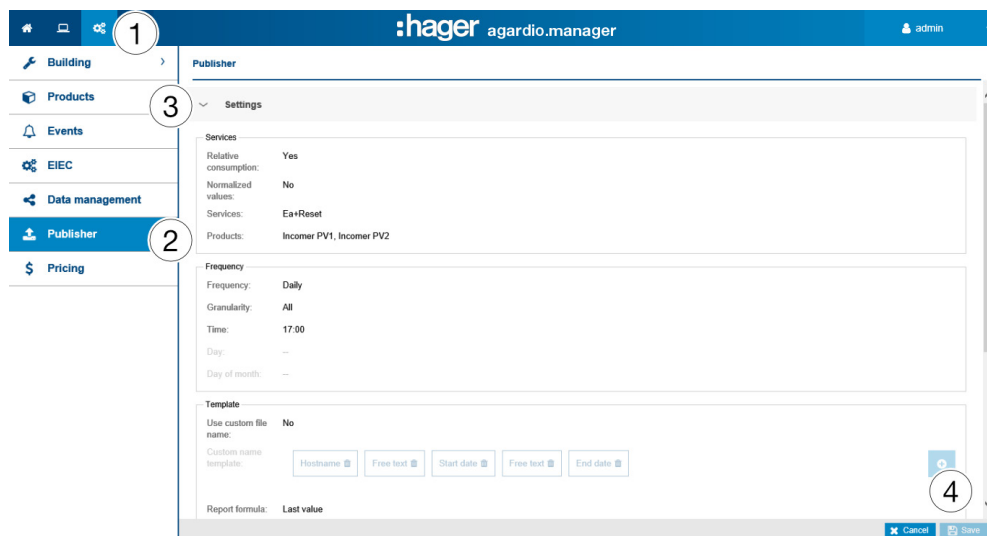 1
:hager agardio.manager
admin
Building
Publisher
Products
3
Settings
Events
Services
Relative consumption:
Yes
EIEC
Normalized values:
No
Data management
Services:
Ea+Reset
Publisher
2
Products:
Incomer PV1, Incomer PV2
Pricing
Frequency
Frequency:
Daily
Granularity:
All
Time:
17:00
Day:
--
Day of month:
--
Template
Use custom file name:
No
Custom name template:
Hostname
Free text
Start date
Free text
End date
4
Report formula:
Last value
Cancel
Save